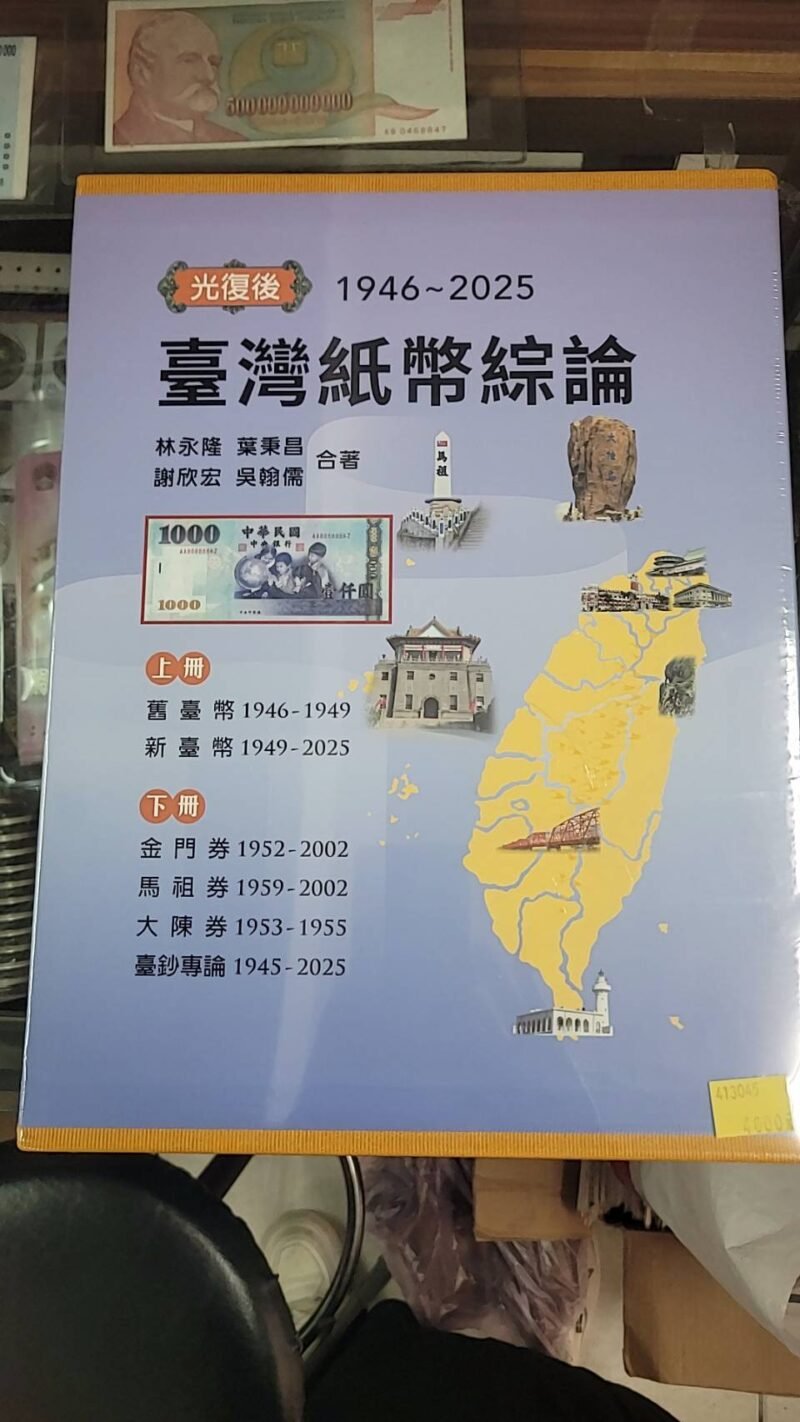 500000000000
AB 0468847
光復後 1946~2025
臺灣紙幣綜論
林永隆 葉秉昌
謝欣宏 吳翰儒 合著
馬祖
1000 中華民國
中央銀行
壹仟圓
1000
上冊
舊臺幣 1946-1949
新臺幣 1949-2025
下冊
金門券 1952-2002
馬祖券 1959-2002
大陳券 1953-1955
臺鈔專論 1945-2025
413045